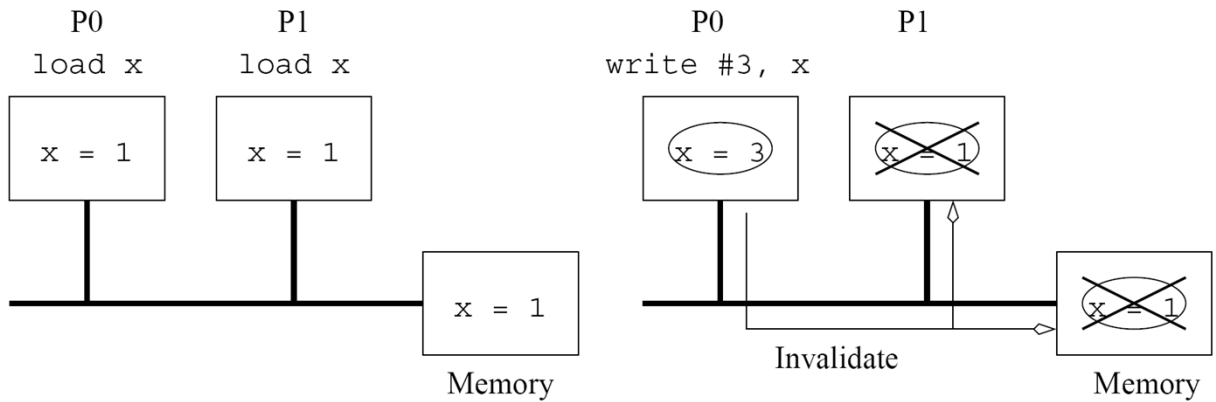 P0 P1
load x load x
x = 1 x = 1
x = 1
Memory
P0 P1
write #3, x
x = 3 x = 1
x = 1
Invalidate
Memory